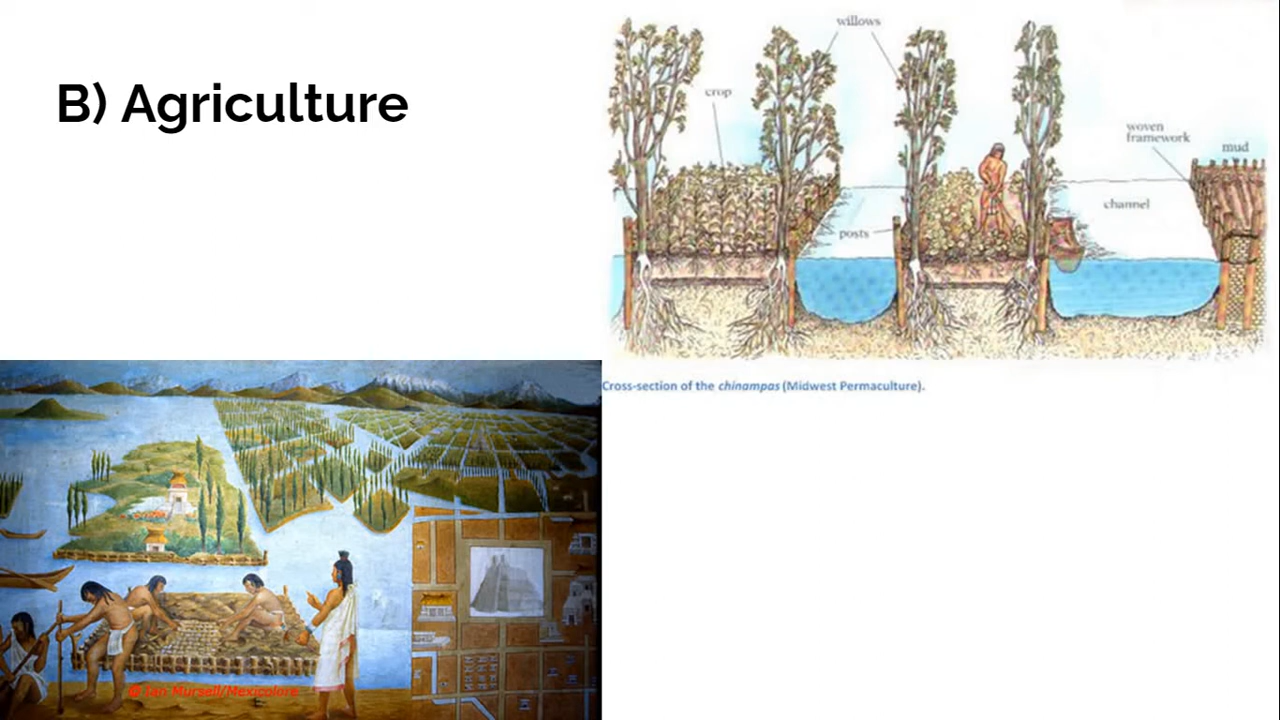 B) Agriculture
willows
crop
woven
framework
mud
channel
posts
Cross-section of the chinampas (Midwest Permaculture).
© Ian Mursell/Mexicolore